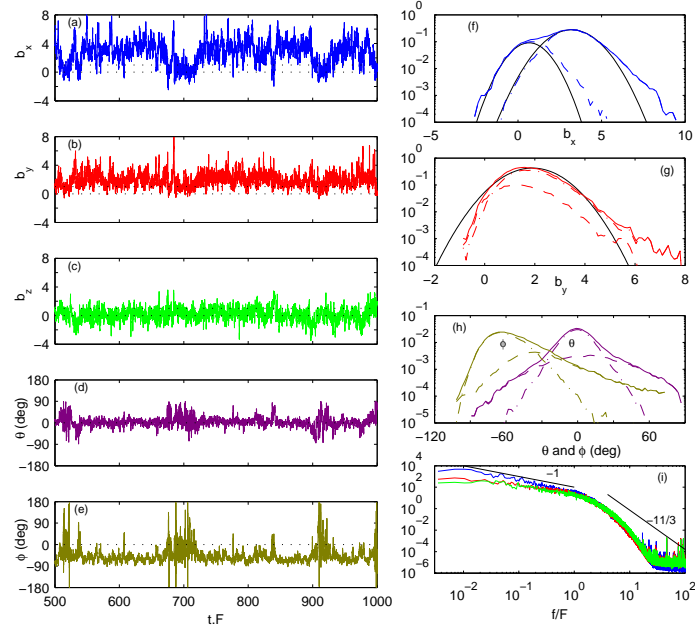 (a)
8
4
0
−4
b_x
(b)
8
4
0
−4
b_y
(c)
8
4
0
−4
b_z
(d)
180
90
0
−90
−180
θ (deg)
(e)
180
90
0
−90
−180
φ (deg)
500 600 700 800 900 1000
t.F
(f)
10^0
10^−1
10^−2
10^−3
10^−4
−5 0 5 10
b_x
(g)
10^0
10^−1
10^−2
10^−3
10^−4
−2 0 2 4 6 8
b_y
(h)
φ θ
10^−1
10^−2
10^−3
10^−4
10^−5
−120 −60 0 60
θ and φ (deg)
(i)
−1
−11/3
10^4
10^2
10^0
10^−2
10^−4
10^−6
10^−2 10^−1 10^0 10^1 10^2
f/F